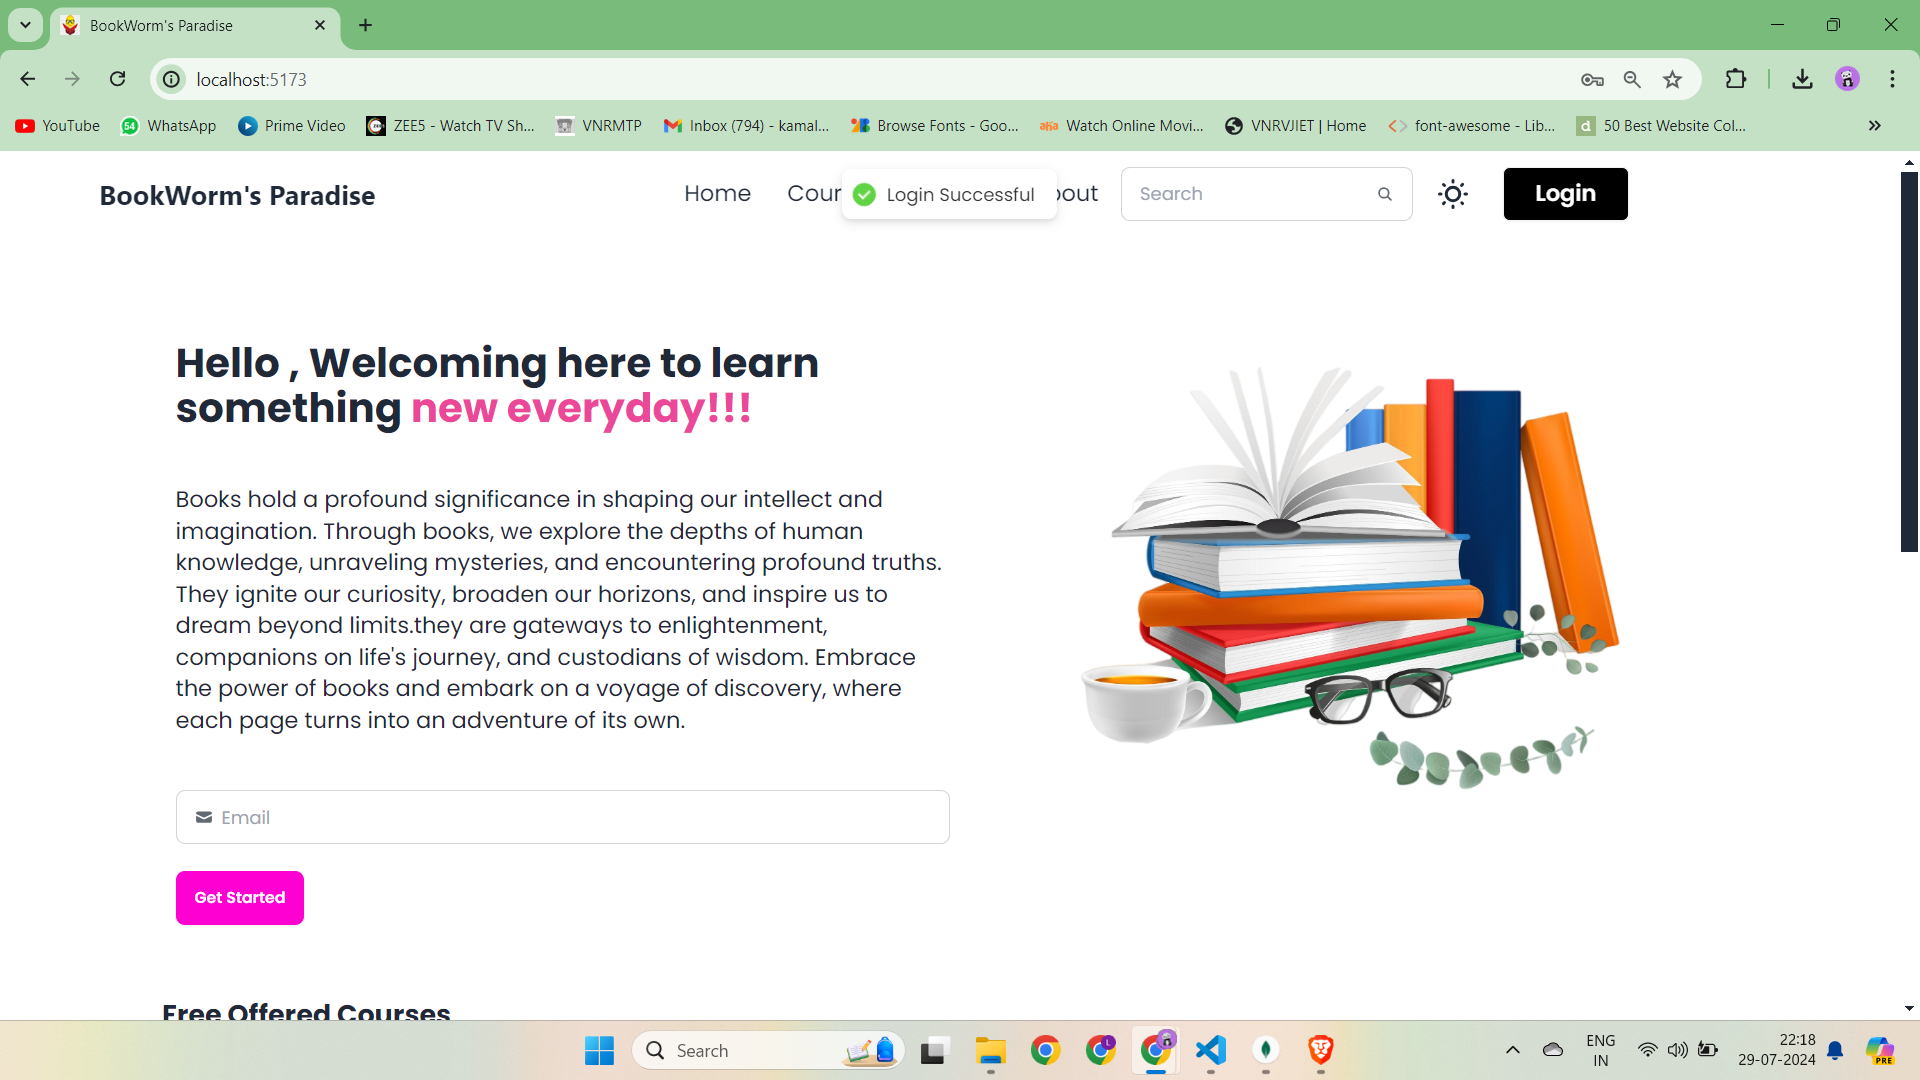 BookWorm's Paradise
localhost:5173
YouTube
54
WhatsApp
Prime Video
ZEE5 - Watch TV Sh...
VNRMTP
Inbox (794) - kamal...
Browse Fonts - Goo...
aha
Watch Online Movi...
VNRVJIET | Home
font-awesome - Lib...
d
50 Best Website Col...
BookWorm's Paradise
Home
Cour
Login Successful
bout
Search
Login
Hello , Welcoming here to learn
something new everyday!!!
Books hold a profound significance in shaping our intellect and
imagination. Through books, we explore the depths of human
knowledge, unraveling mysteries, and encountering profound truths.
They ignite our curiosity, broaden our horizons, and inspire us to
dream beyond limits.they are gateways to enlightenment,
companions on life's journey, and custodians of wisdom. Embrace
the power of books and embark on a voyage of discovery, where
each page turns into an adventure of its own.
Email
Get Started
Free Offered Courses
Search
L
ENG
IN
22:18
29-07-2024
PRE